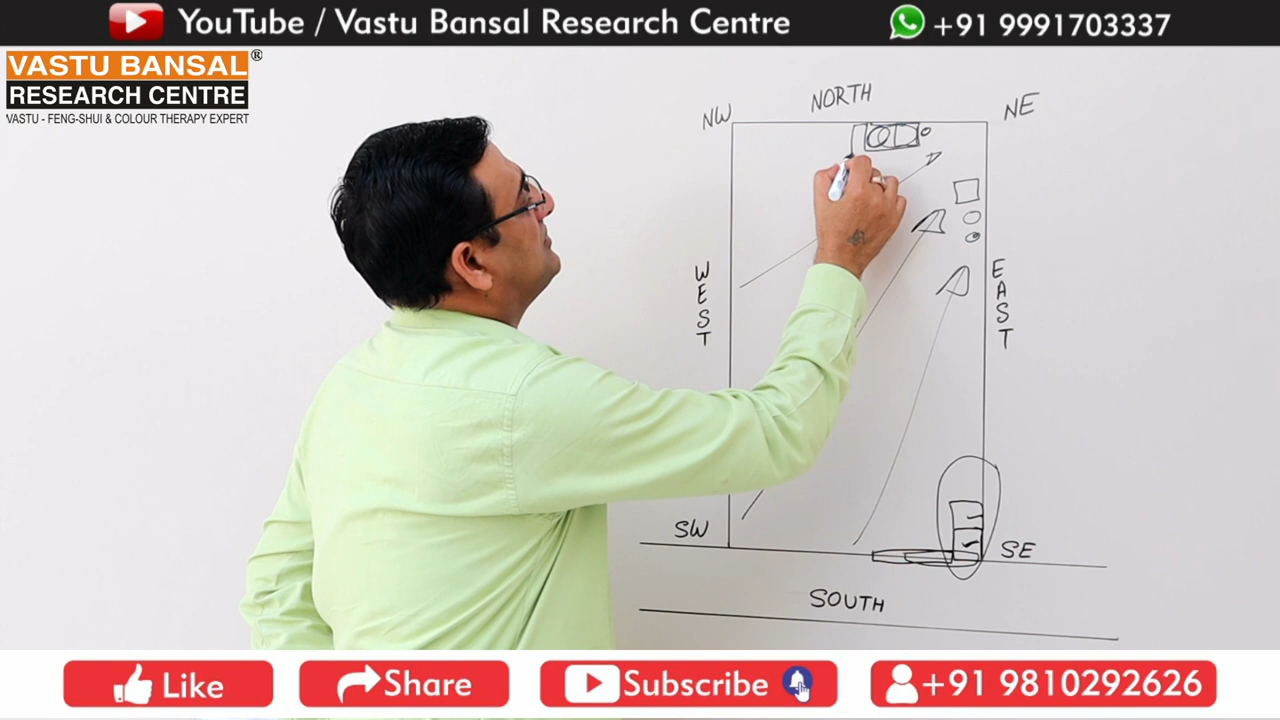 YouTube / Vastu Bansal Research Centre
+91 9991703337
VASTU BANSAL ®
RESEARCH CENTRE
VASTU - FENG-SHUI & COLOUR THERAPY EXPERT
NW
NORTH
NE
WEST
EAST
SW
SE
SOUTH
Like
Share
Subscribe
+91 9810292626